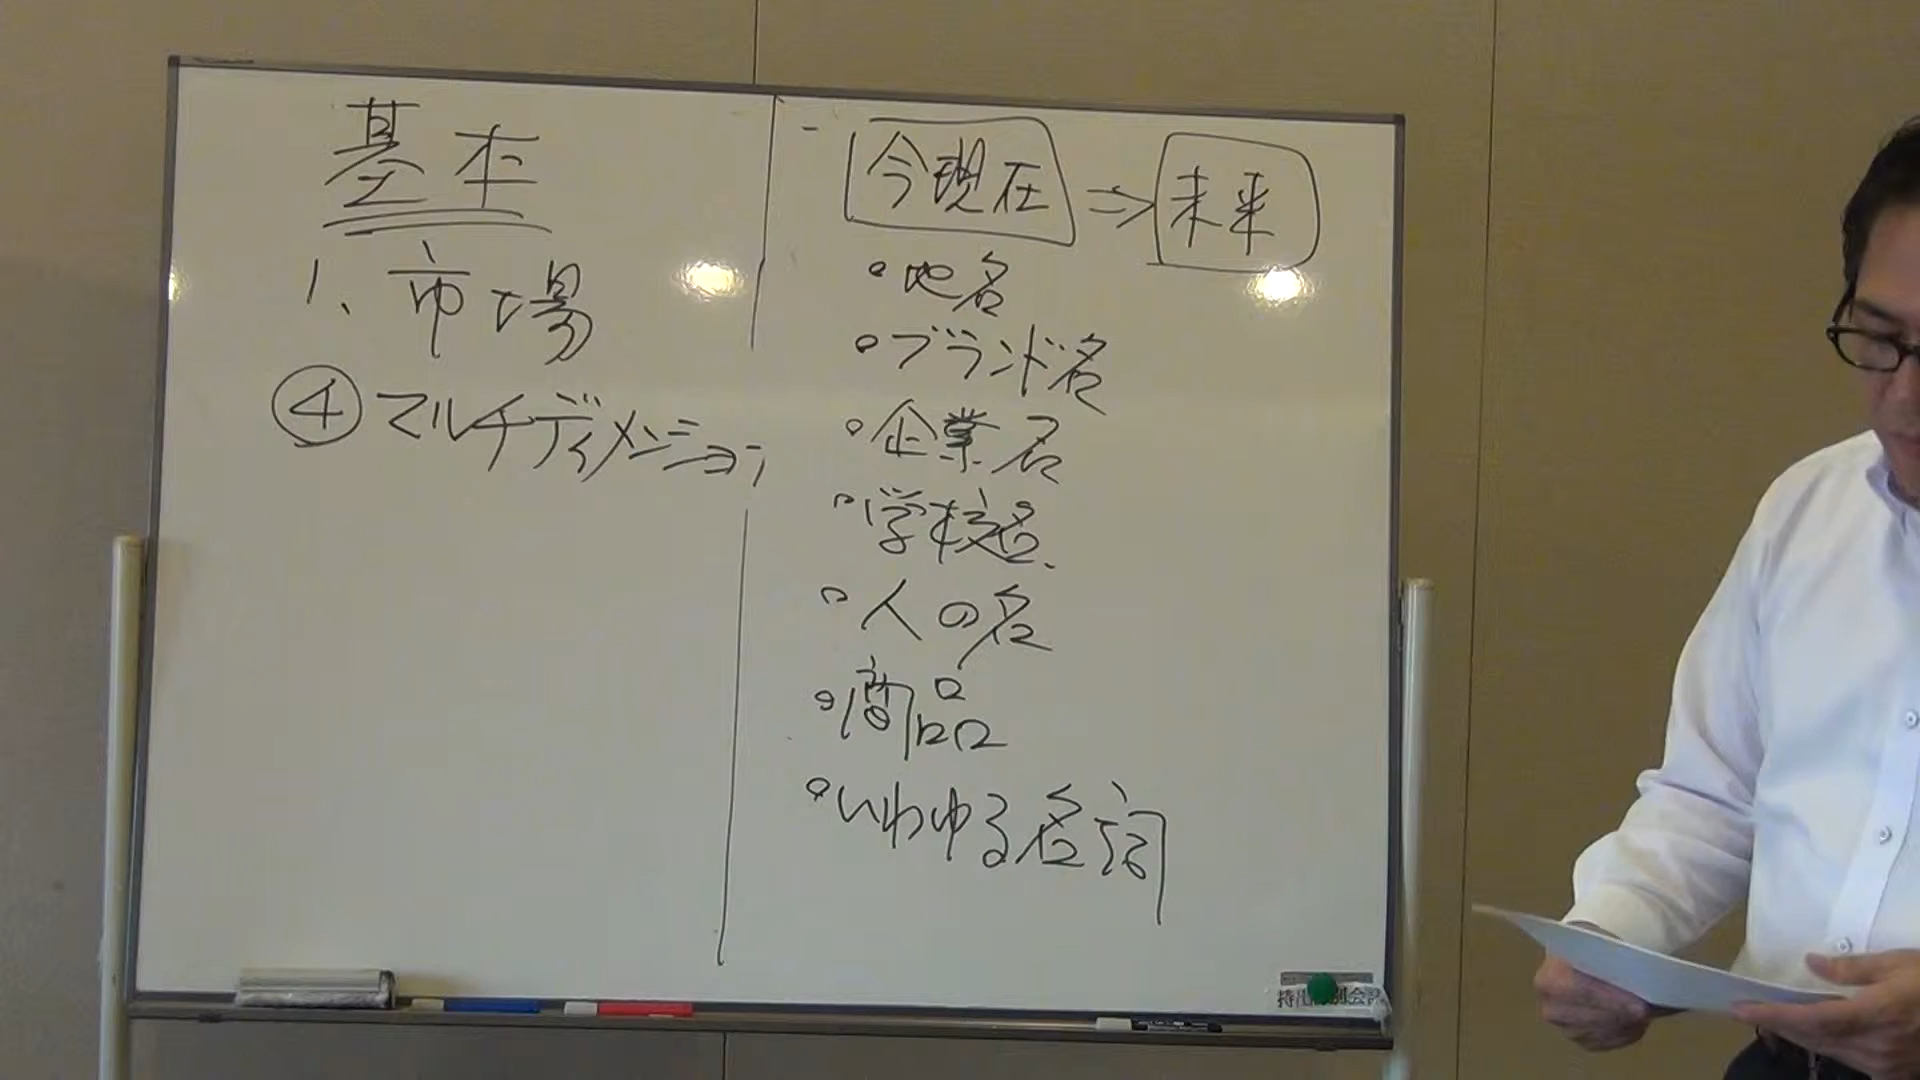 基本
1、市場
④マルチディメンション
今現在⇒未来
・地名
・ブランド名
・企業名
・学校名
・人の名
・商品
・いわゆる名詞